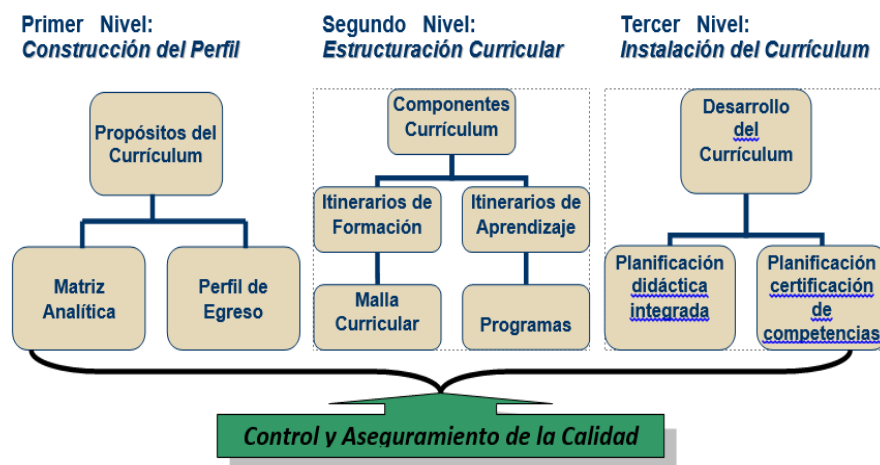 Primer Nivel:
Construcción del Perfil
Propósitos del
Currículum
Matriz
Analítica
Perfil de
Egreso
Segundo Nivel:
Estructuración Curricular
Componentes
Currículum
Itinerarios de
Formación
Itinerarios de
Aprendizaje
Malla
Curricular
Programas
Tercer Nivel:
Instalación del Currículum
Desarrollo
del
Currículum
Planificación
didáctica
integrada
Planificación
certificación
de
competencias
Control y Aseguramiento de la Calidad